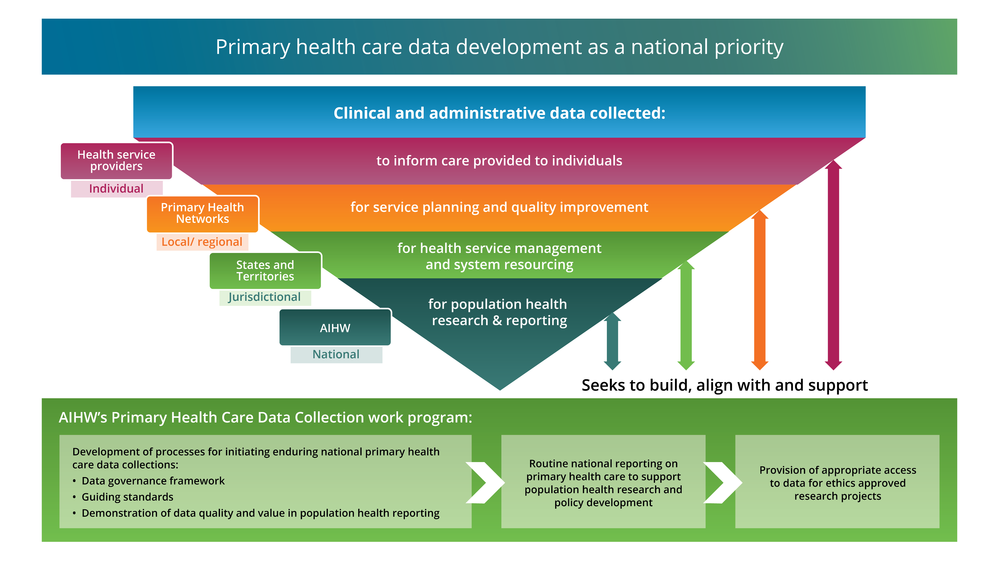 Primary health care data development as a national priority
Clinical and administrative data collected:
Health service
providers
Individual
to inform care provided to individuals
Primary Health
Networks
Local/ regional
for service planning and quality improvement
States and
Territories
Jurisdictional
for health service management
and system resourcing
AIHW
National
for population health
research & reporting
Seeks to build, align with and support
AIHW’s Primary Health Care Data Collection work program:
Development of processes for initiating enduring national primary health
care data collections:
• Data governance framework
• Guiding standards
• Demonstration of data quality and value in population health reporting
Routine national reporting on
primary health care to support
population health research and
policy development
Provision of appropriate access
to data for ethics approved
research projects